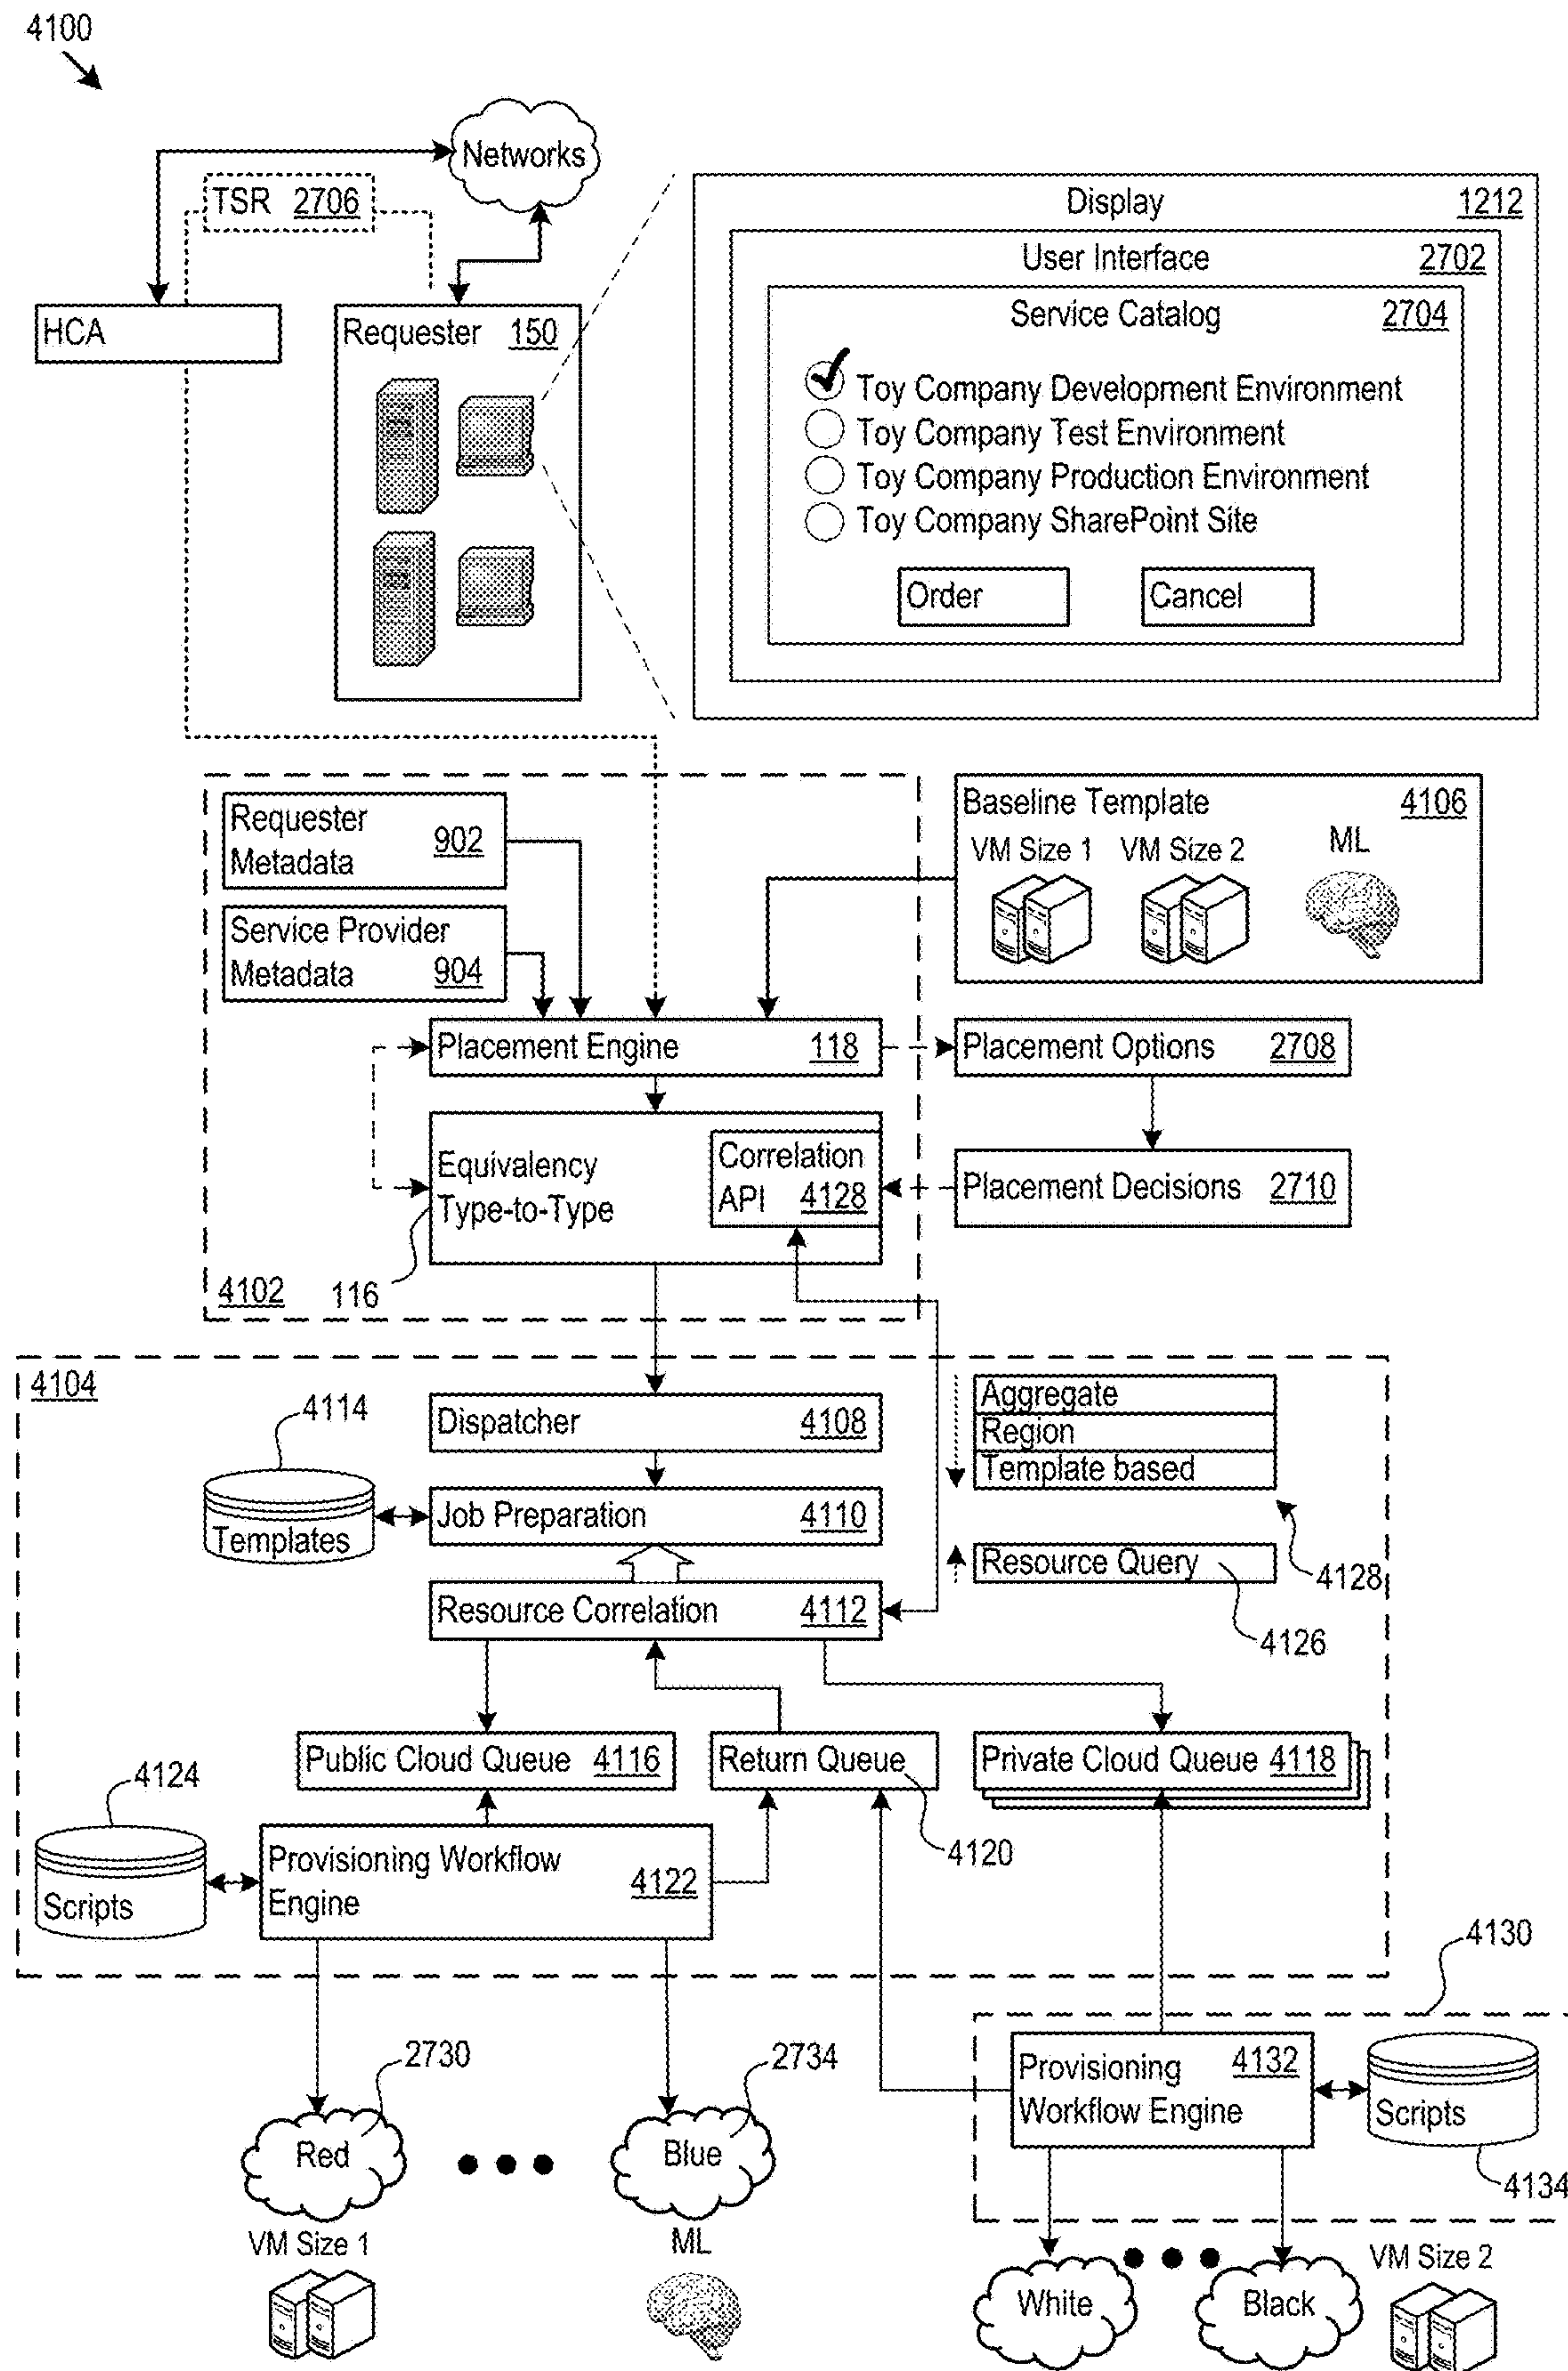 4100
Networks
TSR 2706
HCA
Requester 150
Display 1212
User Interface 2702
Service Catalog 2704
Toy Company Development Environment
Toy Company Test Environment
Toy Company Production Environment
Toy Company SharePoint Site
Order Cancel
Requester
Metadata 902
Service Provider
Metadata 904
Baseline Template 4106
VM Size 1 VM Size 2 ML
Placement Engine 118
Placement Options 2708
Equivalency
Type-to-Type
Correlation
API 4128
Placement Decisions 2710
4102
116
4104
Dispatcher 4108
Aggregate
Region
Template based
4114
Templates
Job Preparation 4110
Resource Query
4128
Resource Correlation 4112
4126
Public Cloud Queue 4116
Return Queue
Private Cloud Queue 4118
4124
4120
Scripts
Provisioning Workflow
Engine 4122
4130
2730
2734
Provisioning
Workflow Engine
4132
Scripts
Red
Blue
4134
VM Size 1
ML
White
Black
VM Size 2